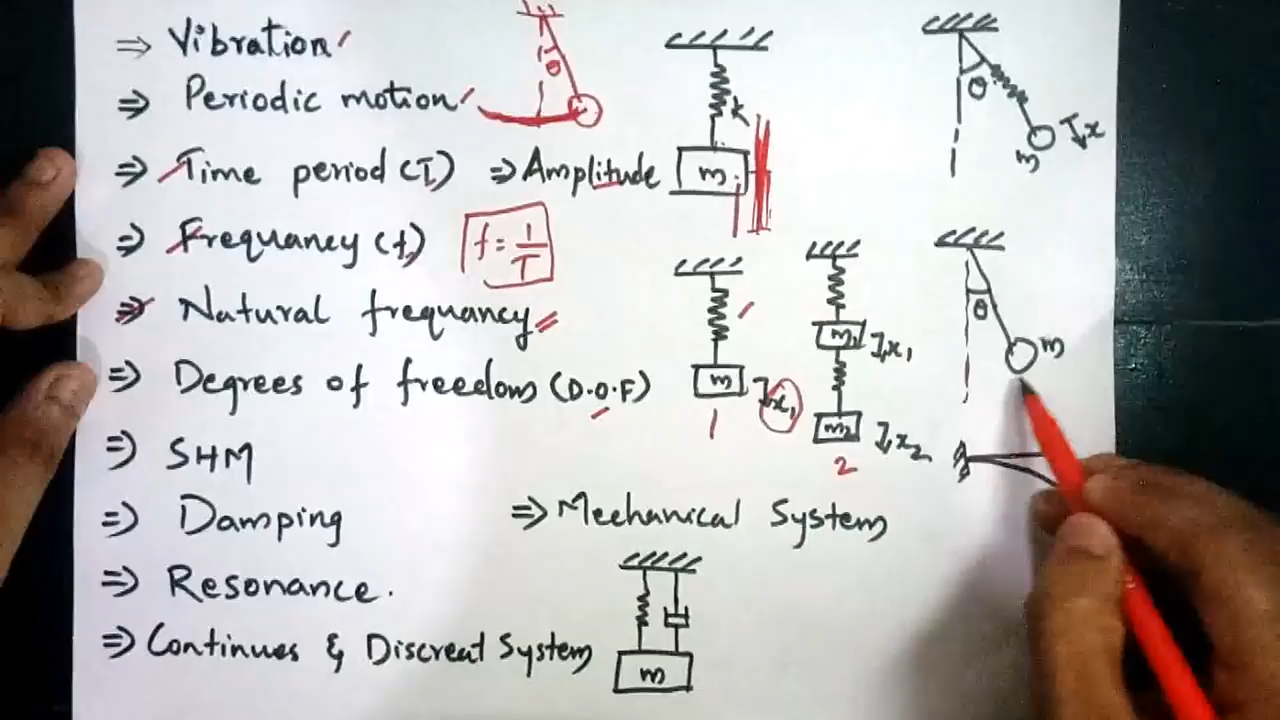 ⇒ Vibration
⇒ Periodic motion
⇒ Time period (T) ⇒ Amplitude
⇒ Frequancy (f) f = 1/T
⇒ Natural frequancy
⇒ Degrees of freedom (D.O.F)
⇒ SHM
⇒ Damping ⇒ Mechanical System
⇒ Resonance.
⇒ Continues & Discreat System
θ
K
m
θ
m
x
m
x1
1
m1
x1
m2
x2
2
θ
m
m